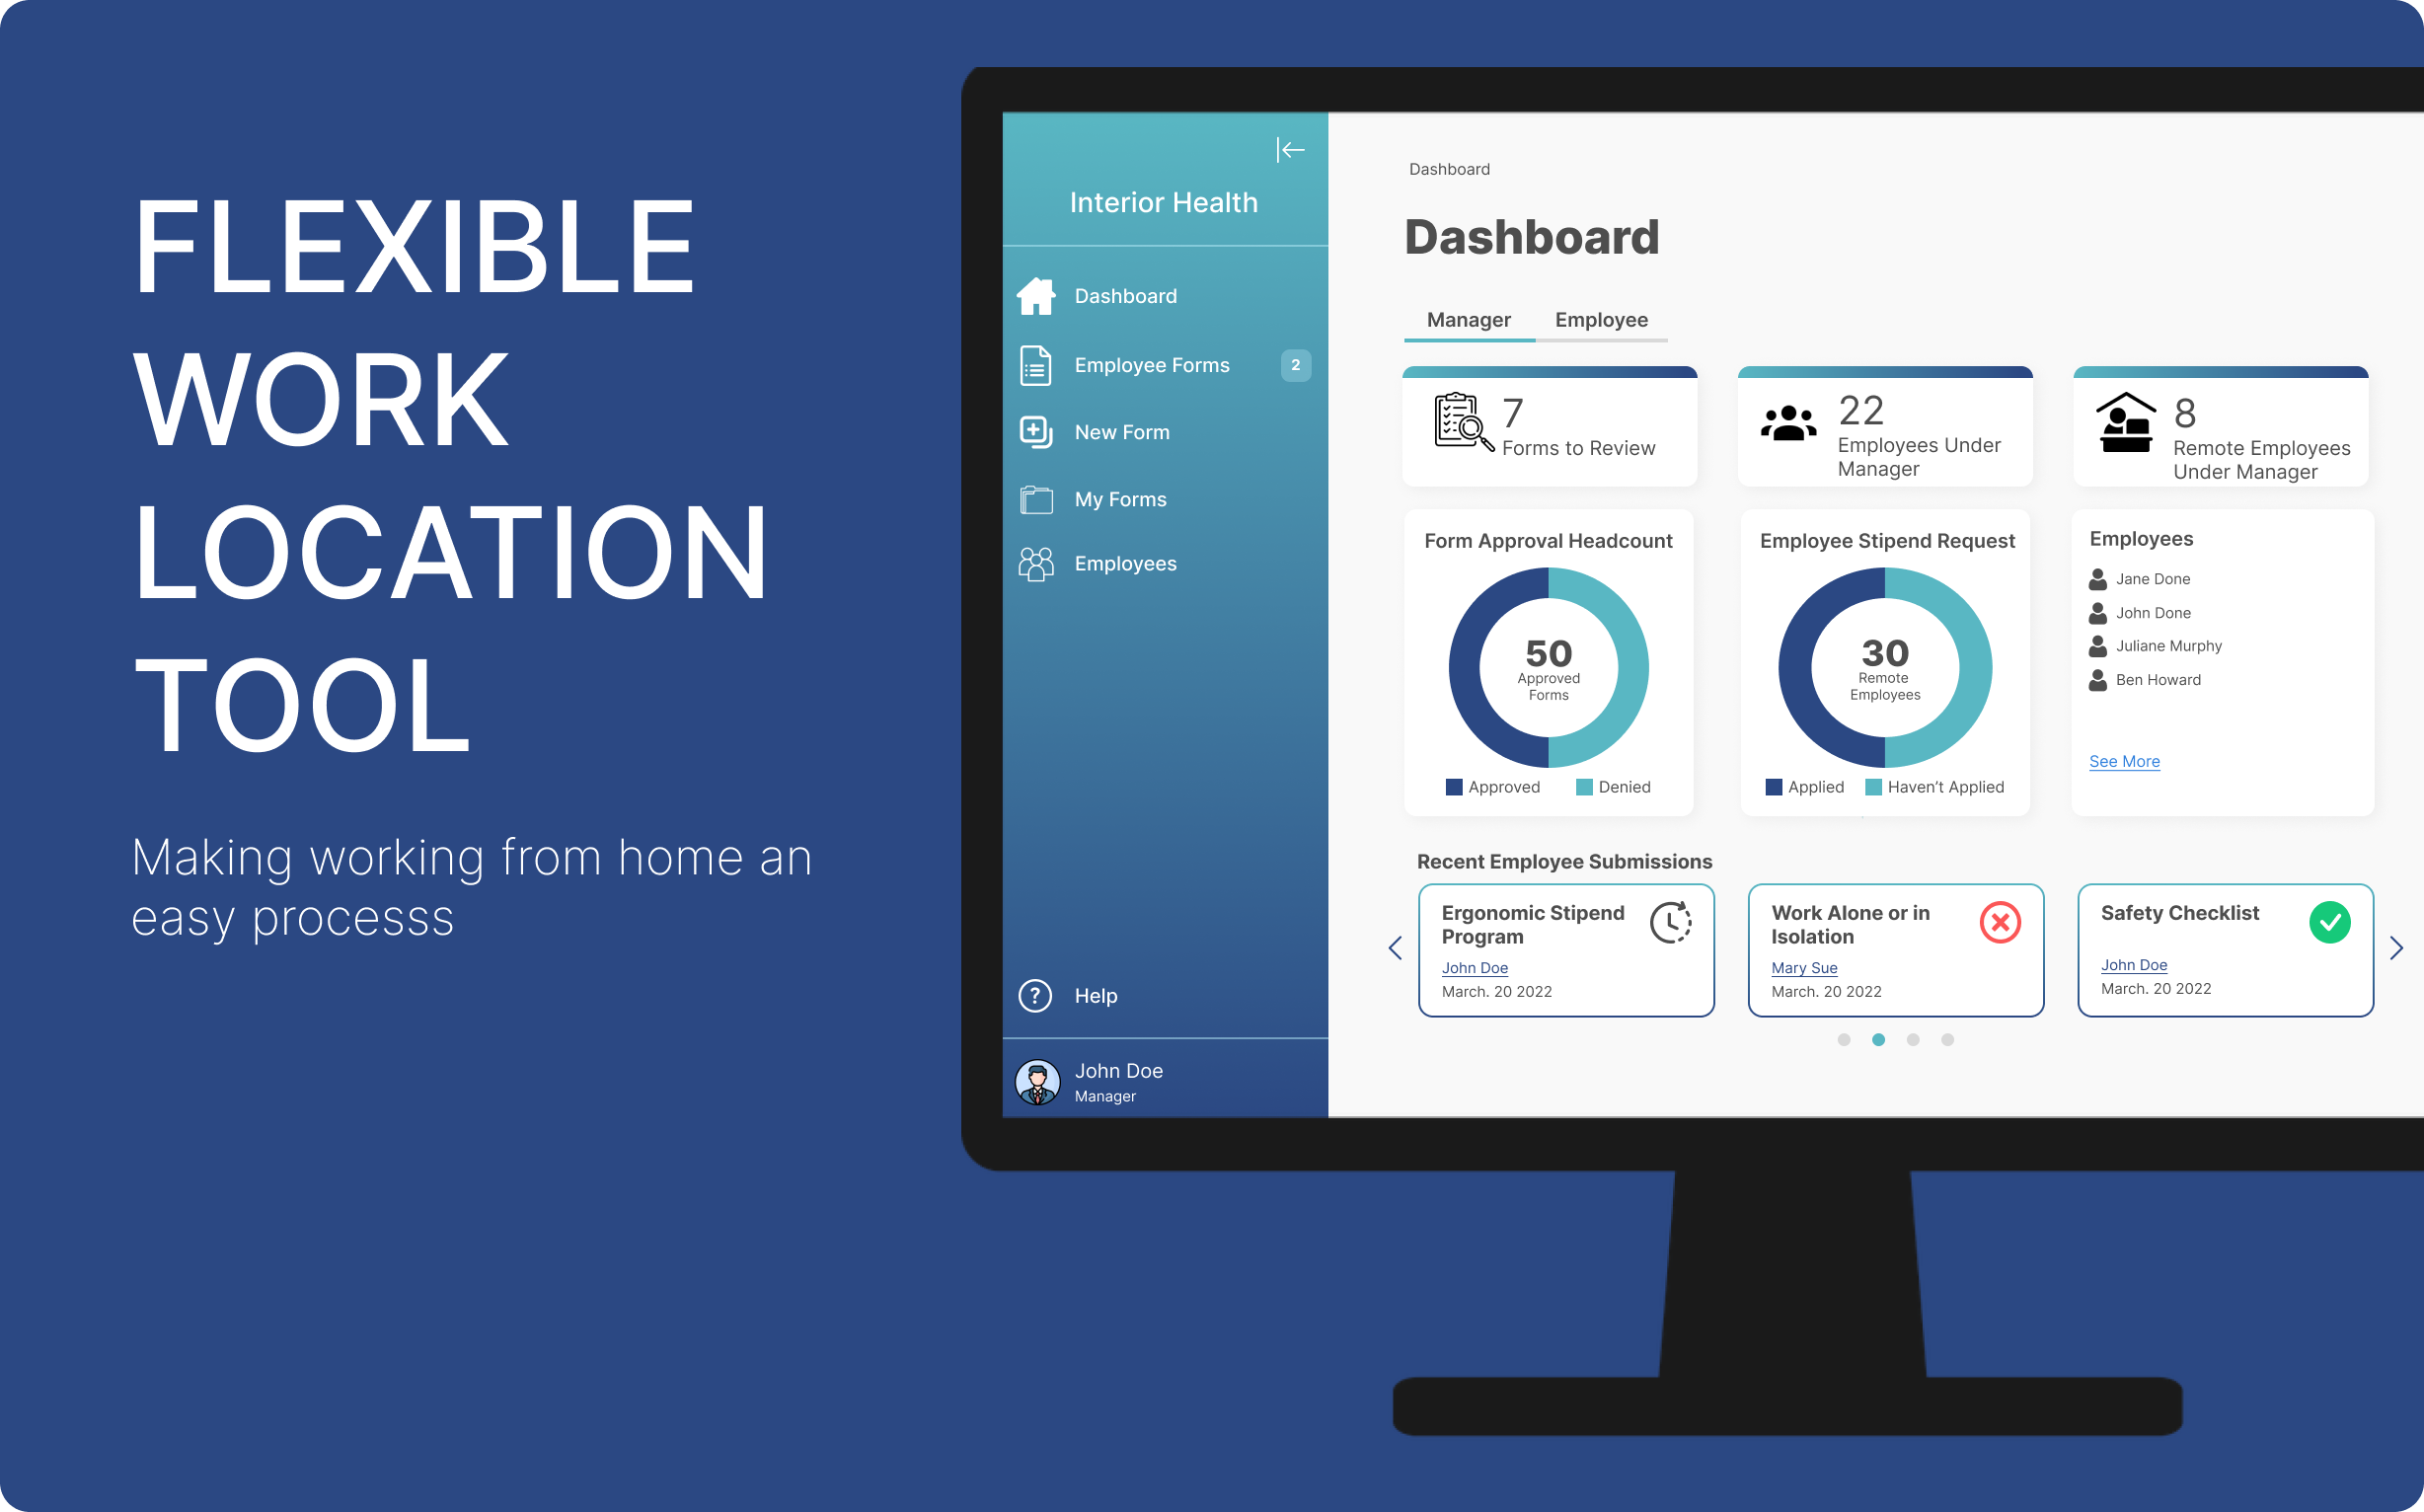 FLEXIBLE
WORK
LOCATION
TOOL
Making working from home an
easy processs
Interior Health
Dashboard
Employee Forms 2
New Form
My Forms
Employees
? Help
John Doe
Manager
Dashboard
Dashboard
Manager Employee
7
Forms to Review
22
Employees Under
Manager
8
Remote Employees
Under Manager
Form Approval Headcount
50
Approved
Forms
Approved Denied
Employee Stipend Request
30
Remote
Employees
Applied Haven't Applied
Employees
Jane Done
John Done
Juliane Murphy
Ben Howard
See More
Recent Employee Submissions
Ergonomic Stipend
Program
John Doe
March. 20 2022
Work Alone or in
Isolation
Mary Sue
March. 20 2022
Safety Checklist
John Doe
March. 20 2022